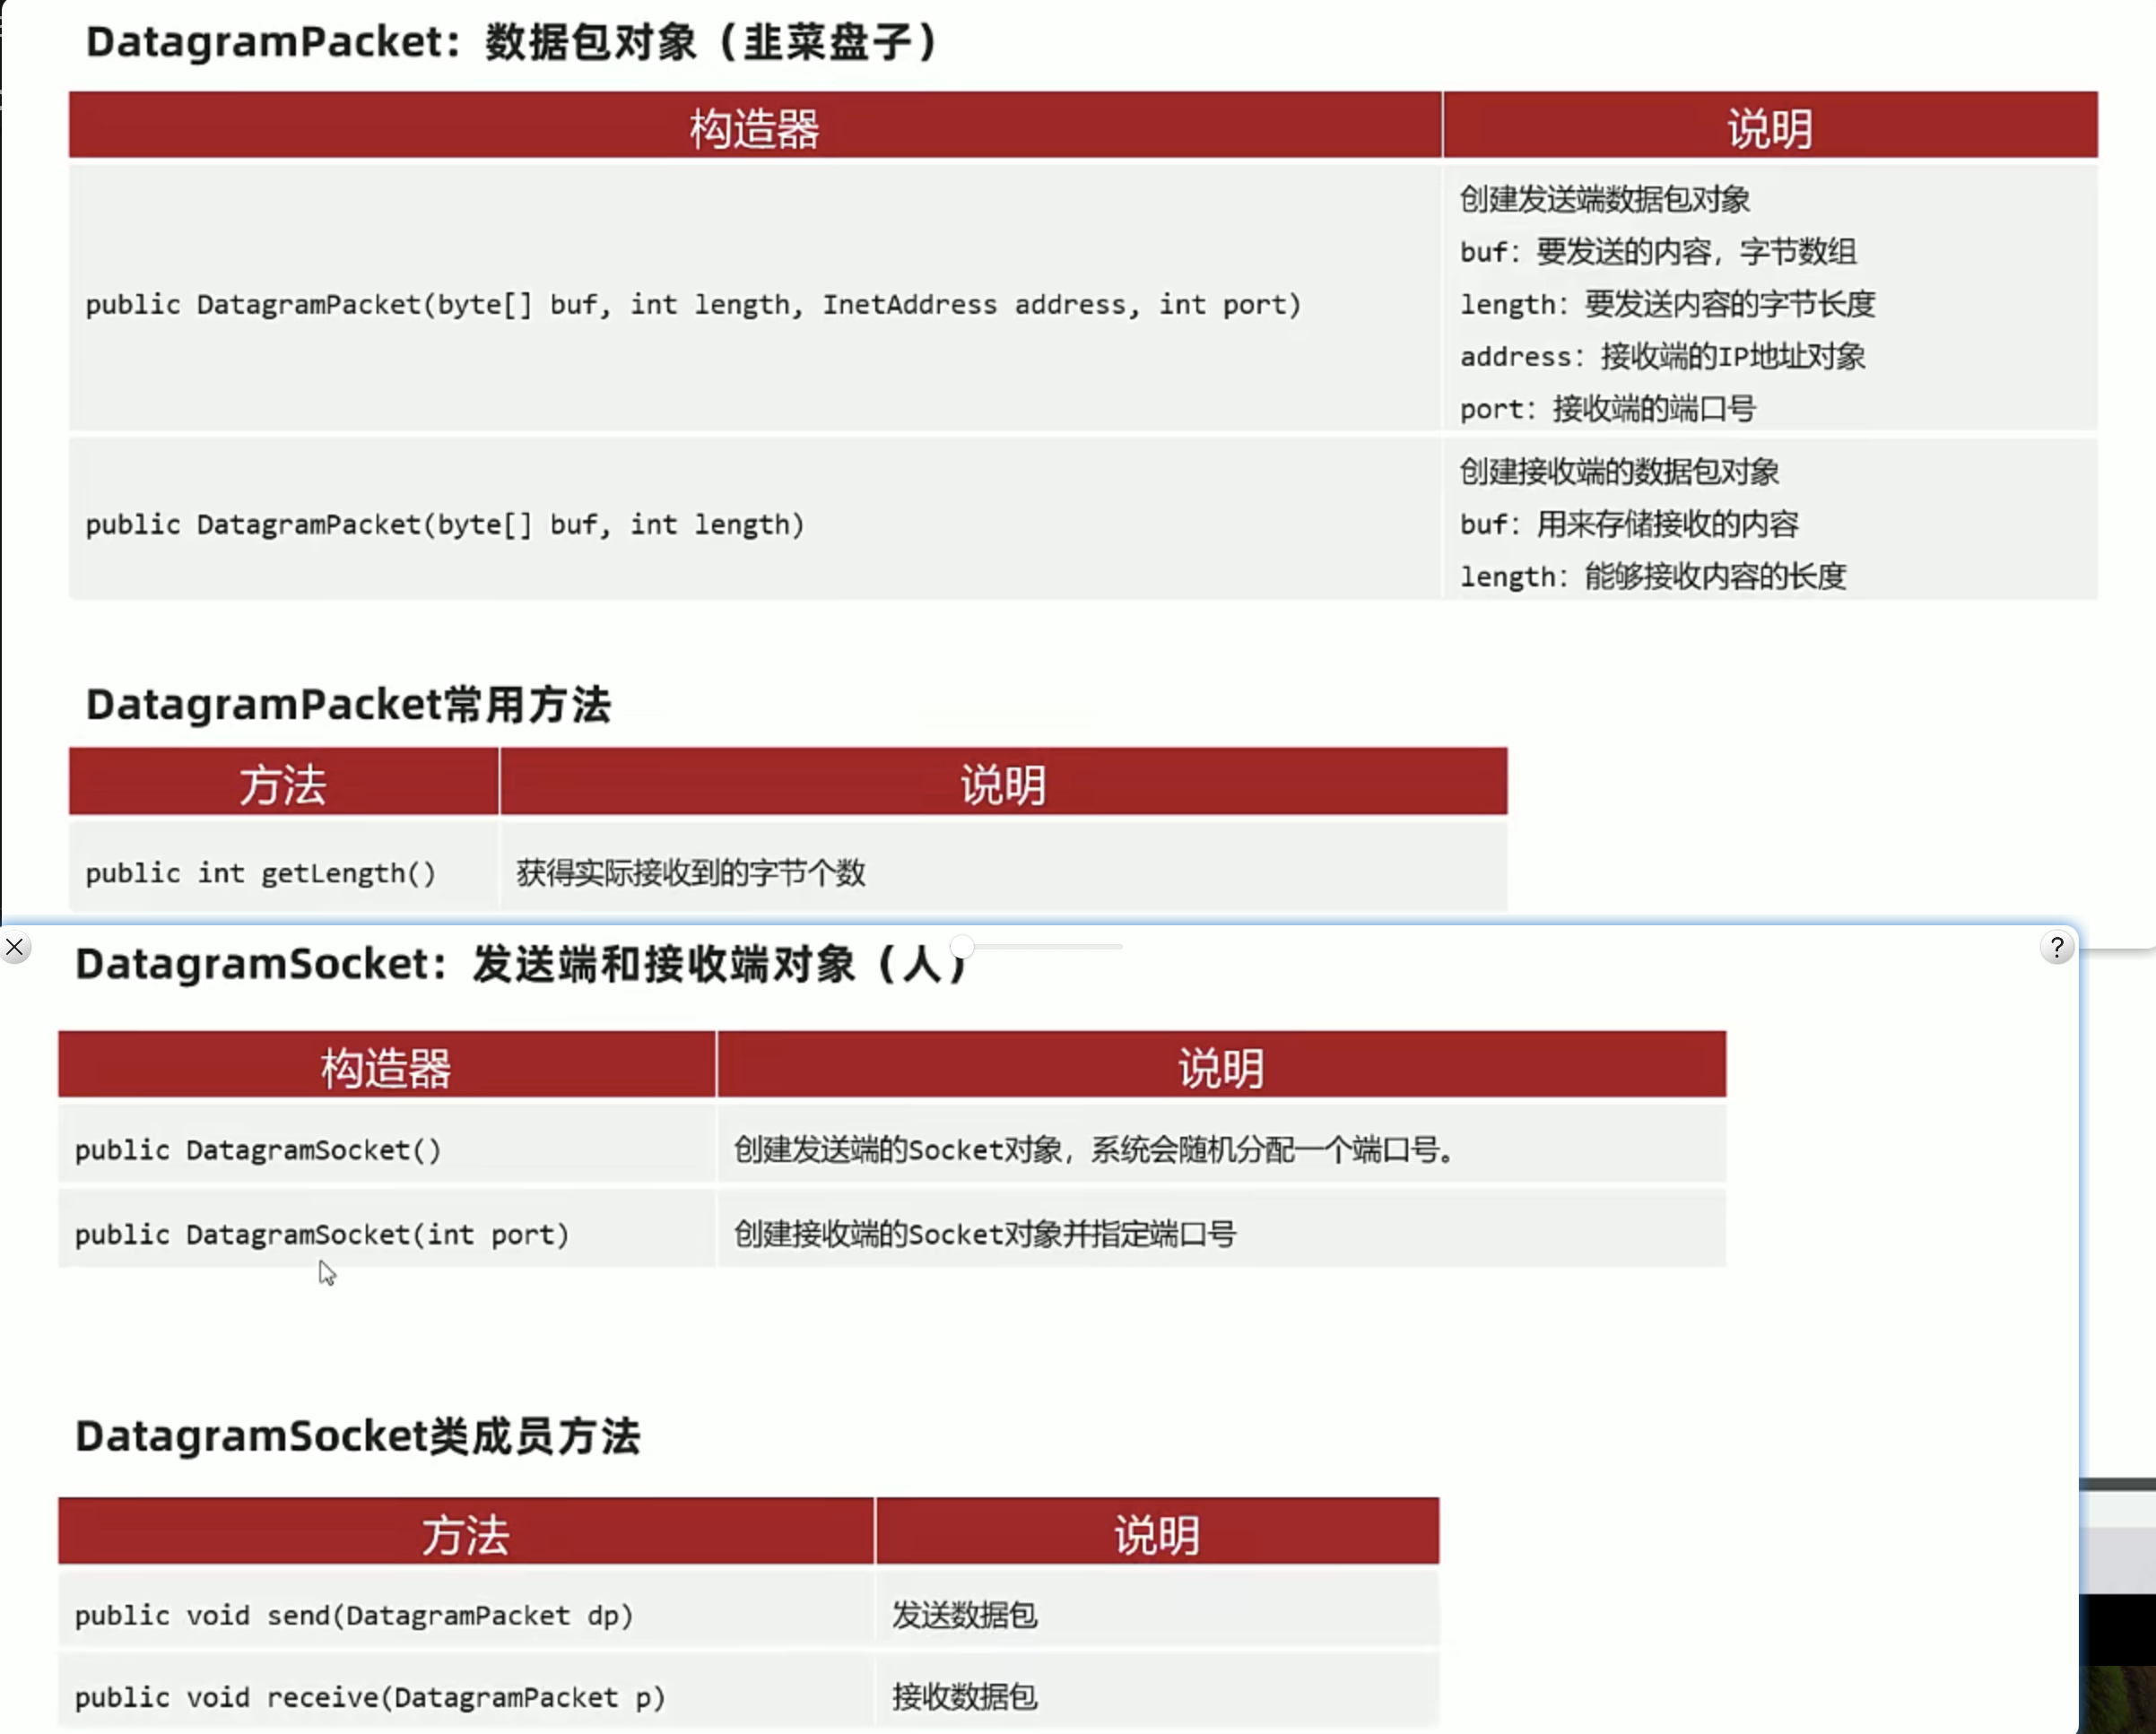 DatagramPacket：数据包对象（韭菜盘子）
构造器
说明
public DatagramPacket(byte[] buf, int length, InetAddress address, int port)
创建发送端数据包对象
buf：要发送的内容，字节数组
length：要发送内容的字节长度
address：接收端的IP地址对象
port：接收端的端口号
public DatagramPacket(byte[] buf, int length)
创建接收端的数据包对象
buf：用来存储接收的内容
length：能够接收内容的长度
DatagramPacket常用方法
方法
说明
public int getLength()
获得实际接收到的字节个数
?
DatagramSocket：发送端和接收端对象（人）
构造器
说明
public DatagramSocket()
创建发送端的Socket对象，系统会随机分配一个端口号。
public DatagramSocket(int port)
创建接收端的Socket对象并指定端口号
DatagramSocket类成员方法
方法
说明
public void send(DatagramPacket dp)
发送数据包
public void receive(DatagramPacket p)
接收数据包